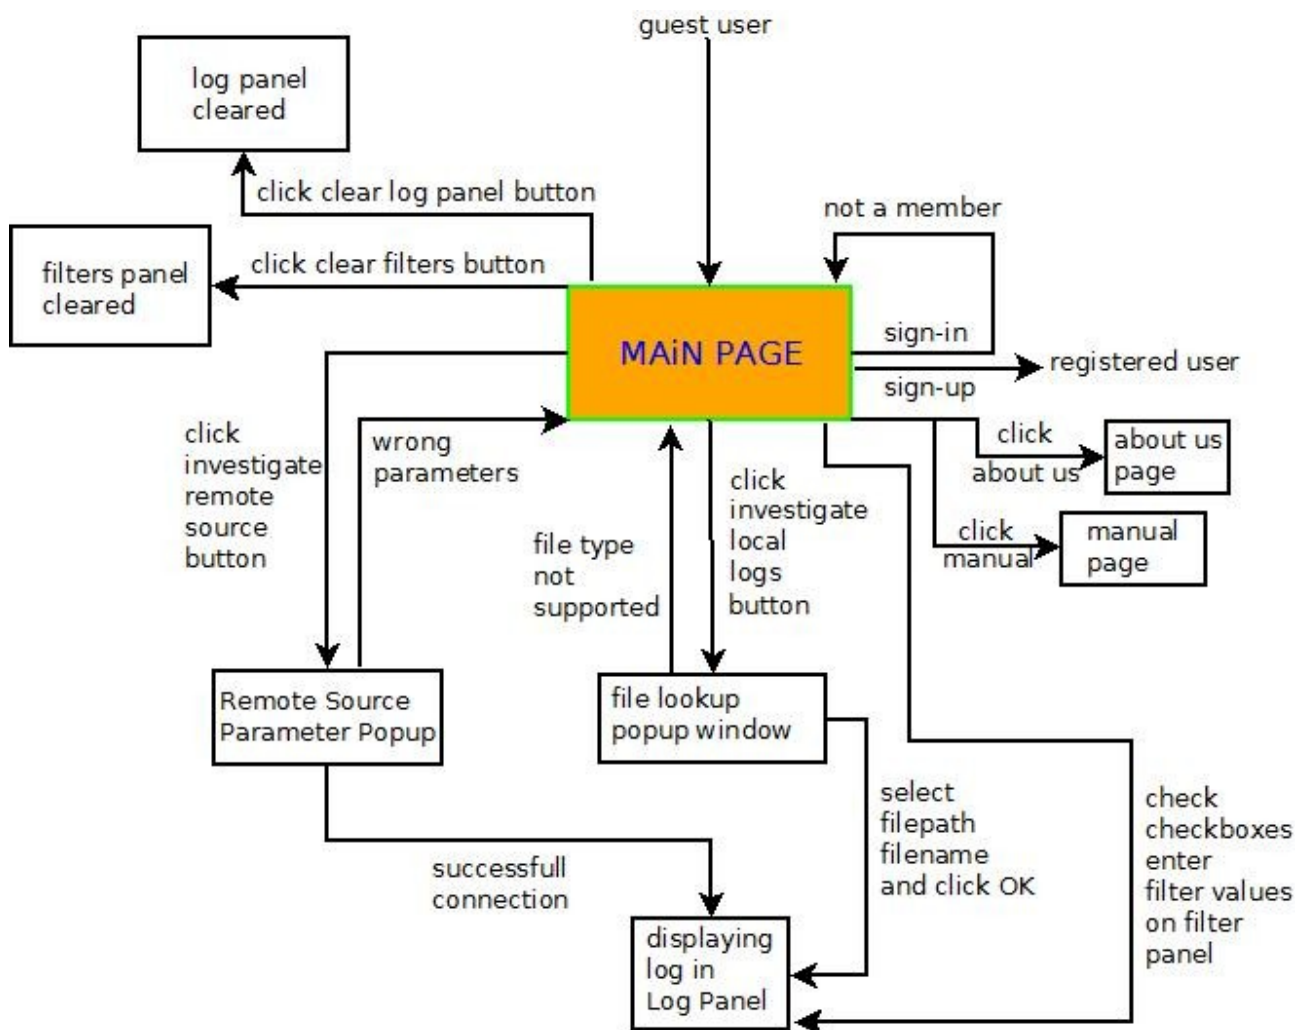 guest user
log panel
cleared
click clear log panel button
not a member
filters panel
cleared
click clear filters button
MAiN PAGE
sign-in
registered user
sign-up
click
investigate
remote
source
button
wrong
parameters
click
about us
about us
page
click
manual
manual
page
file type
not
supported
click
investigate
local
logs
button
Remote Source
Parameter Popup
file lookup
popup window
select
filepath
filename
and click OK
check
checkboxes
enter
filter values
on filter
panel
successfull
connection
displaying
log in
Log Panel